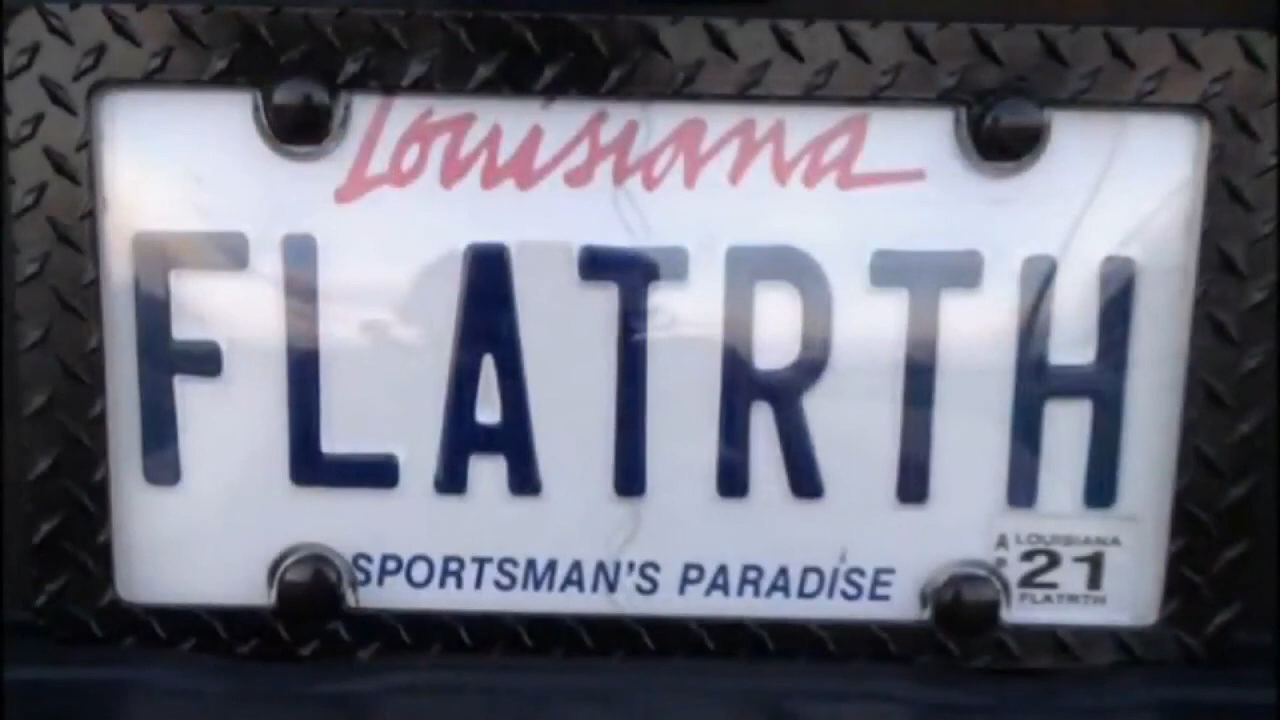 Louisiana
FLATRTH
SPORTSMAN'S PARADISE
LOUISIANA
21
FLATRTH